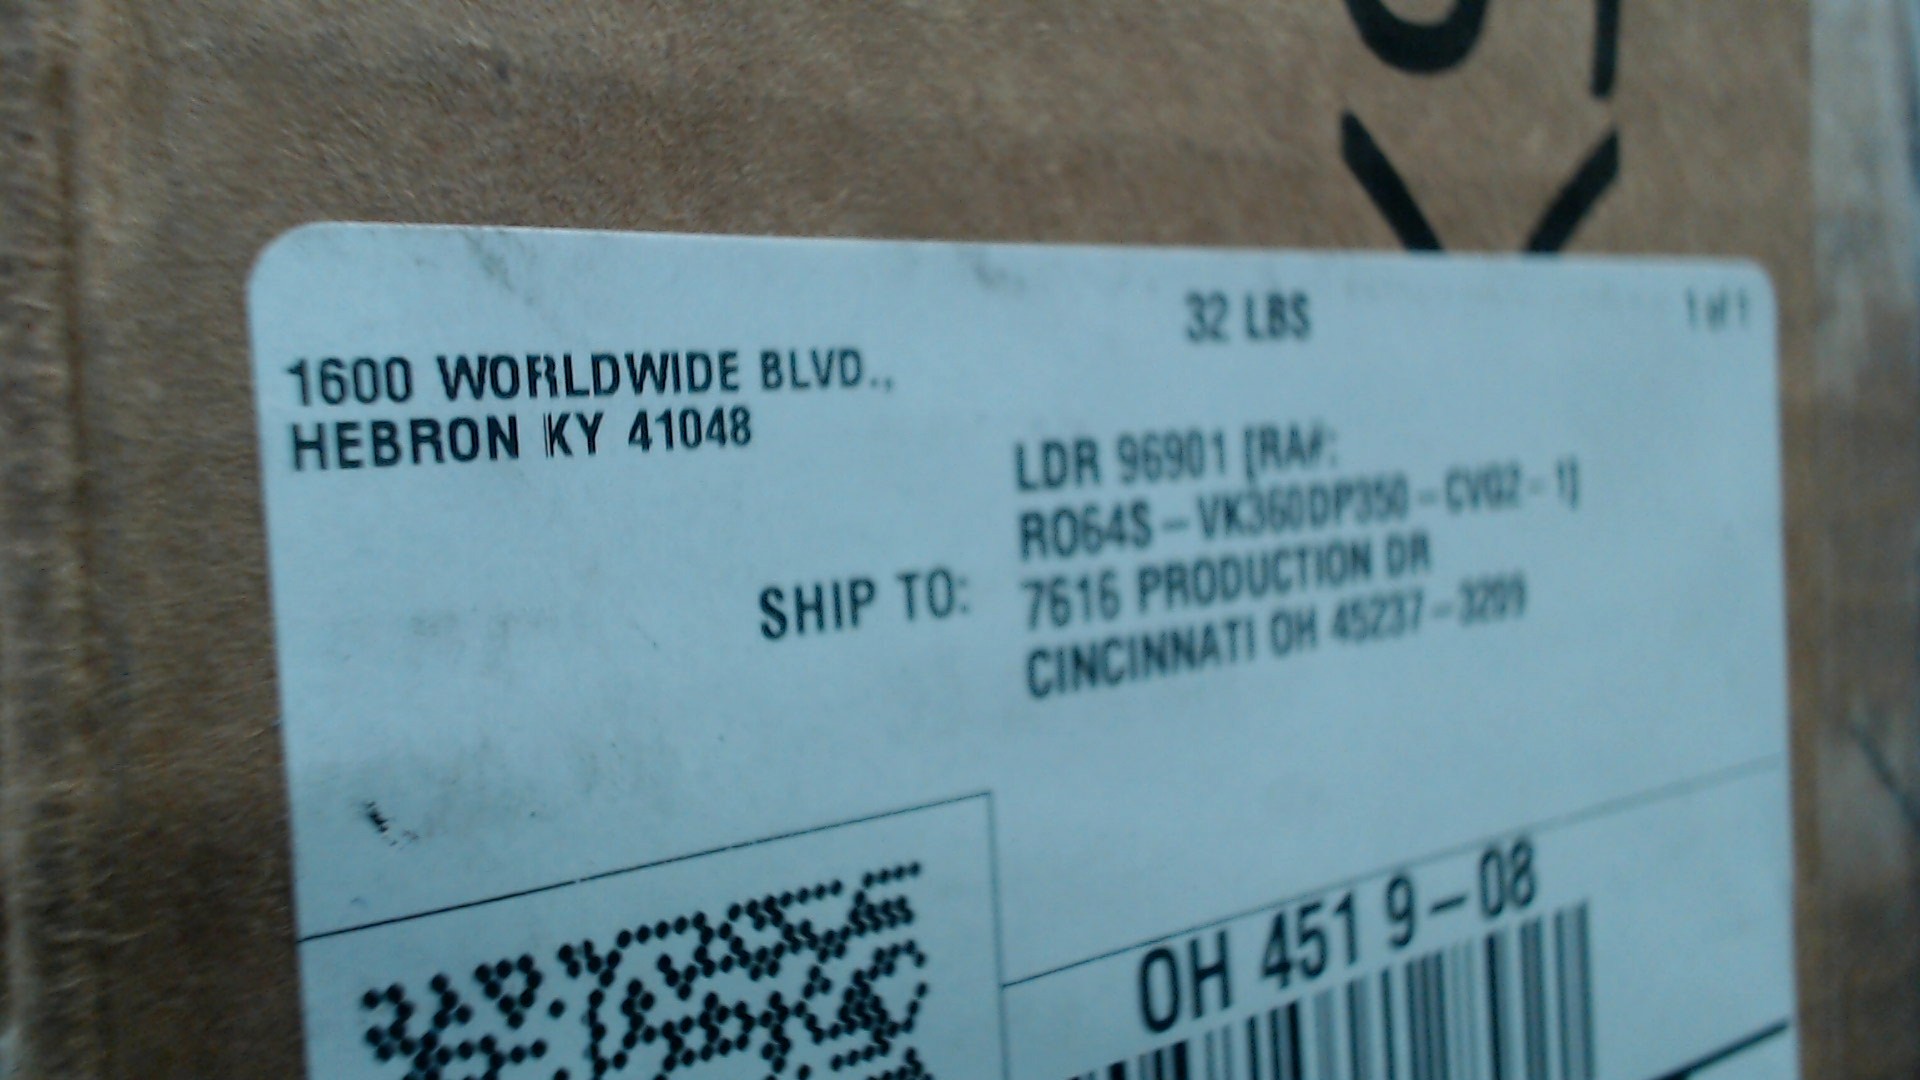 32 LBS
1 of 1
1600 WORLDWIDE BLVD.,
HEBRON KY 41048
LDR 96901 [RA#:
RO64S-VK360DP350-CVG2-1]
SHIP TO: 7616 PRODUCTION DR
CINCINNATI OH 45237-3209
OH 451 9-08